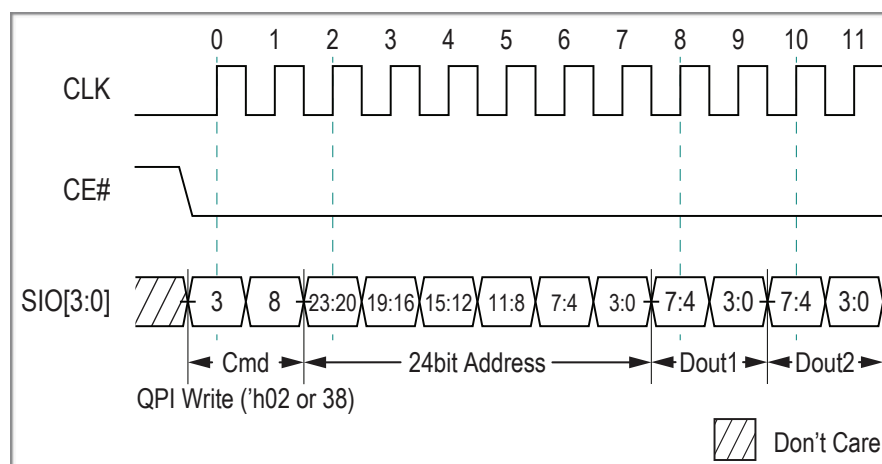 0 1 2 3 4 5 6 7 8 9 10 11
CLK
CE#
SIO[3:0] 3 8 23:20 19:16 15:12 11:8 7:4 3:0 7:4 3:0 7:4 3:0
Cmd 24bit Address Dout1 Dout2
QPI Write ('h02 or 38)
Don't Care